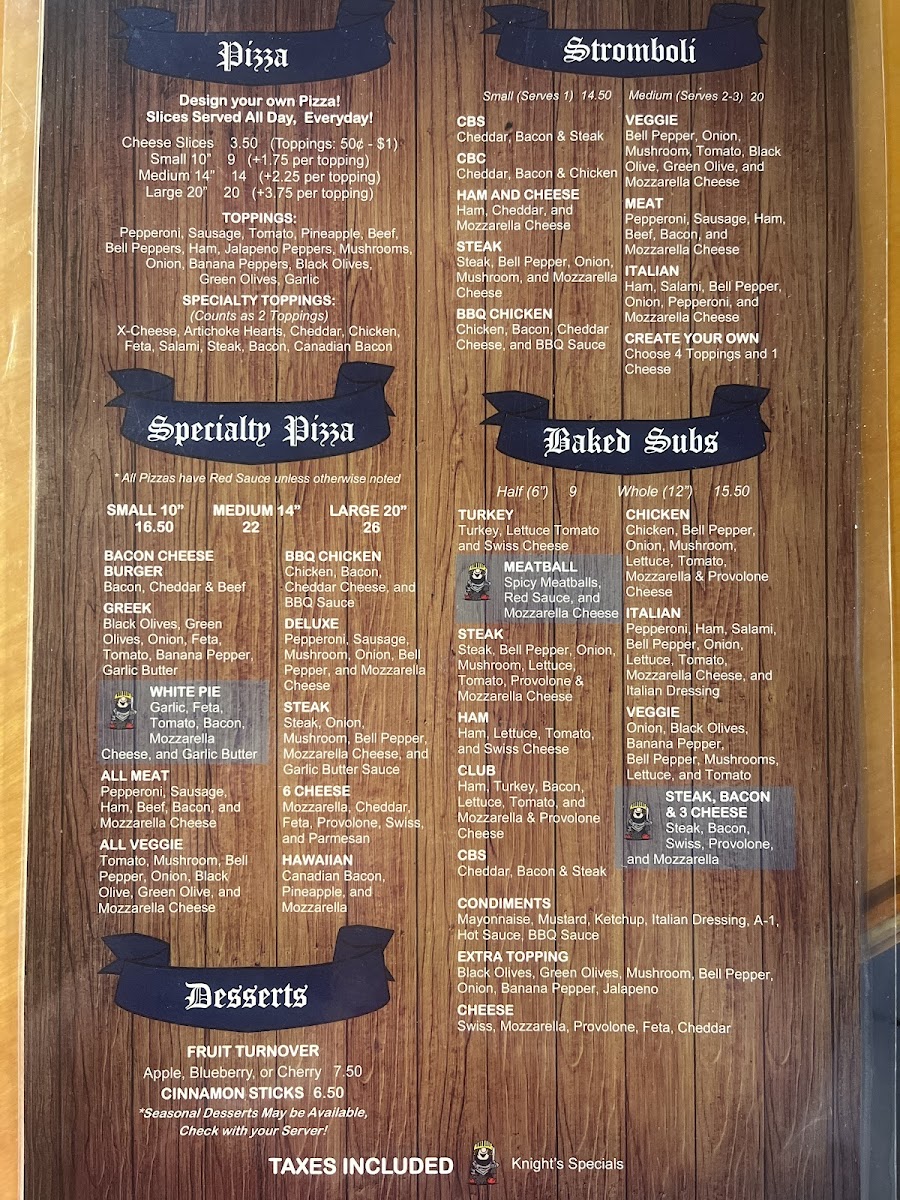 Pizza
Design your own Pizza!
Slices Served All Day, Everyday!
Cheese Slices 3.50 (Toppings: 50¢ - $1)
Small 10" 9 (+1.75 per topping)
Medium 14" 14 (+2.25 per topping)
Large 20" 20 (+3.75 per topping)
TOPPINGS:
Pepperoni, Sausage, Tomato, Pineapple, Beef,
Bell Peppers, Ham, Jalapeno Peppers, Mushrooms,
Onion, Banana Peppers, Black Olives,
Green Olives, Garlic
SPECIALTY TOPPINGS:
(Counts as 2 Toppings)
X-Cheese, Artichoke Hearts, Cheddar, Chicken,
Feta, Salami, Steak, Bacon, Canadian Bacon
Specialty Pizza
* All Pizzas have Red Sauce unless otherwise noted
SMALL 10" MEDIUM 14" LARGE 20"
16.50 22 26
BACON CHEESE
BURGER
Bacon, Cheddar & Beef
GREEK
Black Olives, Green
Olives, Onion, Feta,
Tomato, Banana Pepper,
Garlic Butter
WHITE PIE
Garlic, Feta,
Tomato, Bacon,
Mozzarella
Cheese, and Garlic Butter
ALL MEAT
Pepperoni, Sausage,
Ham, Beef, Bacon, and
Mozzarella Cheese
ALL VEGGIE
Tomato, Mushroom, Bell
Pepper, Onion, Black
Olive, Green Olive, and
Mozzarella Cheese
BBQ CHICKEN
Chicken, Bacon,
Cheddar Cheese, and
BBQ Sauce
DELUXE
Pepperoni, Sausage,
Mushroom, Onion, Bell
Pepper, and Mozzarella
Cheese
STEAK
Steak, Onion,
Mushroom, Bell Pepper,
Mozzarella Cheese, and
Garlic Butter Sauce
6 CHEESE
Mozzarella, Cheddar,
Feta, Provolone, Swiss,
and Parmesan
HAWAIIAN
Canadian Bacon,
Pineapple, and
Mozzarella
Desserts
FRUIT TURNOVER
Apple, Blueberry, or Cherry 7.50
CINNAMON STICKS 6.50
*Seasonal Desserts May be Available,
Check with your Server!
Stromboli
Small (Serves 1) 14.50 Medium (Serves 2-3) 20
CBS
Cheddar, Bacon & Steak
CBC
Cheddar, Bacon & Chicken
HAM AND CHEESE
Ham, Cheddar, and
Mozzarella Cheese
STEAK
Steak, Bell Pepper, Onion,
Mushroom, and Mozzarella
Cheese
BBQ CHICKEN
Chicken, Bacon, Cheddar
Cheese, and BBQ Sauce
VEGGIE
Bell Pepper, Onion,
Mushroom, Tomato, Black
Olive, Green Olive, and
Mozzarella Cheese
MEAT
Pepperoni, Sausage, Ham,
Beef, Bacon, and
Mozzarella Cheese
ITALIAN
Ham, Salami, Bell Pepper,
Onion, Pepperoni, and
Mozzarella Cheese
CREATE YOUR OWN
Choose 4 Toppings and 1
Cheese
Baked Subs
Half (6") 9 Whole (12") 15.50
TURKEY
Turkey, Lettuce Tomato
and Swiss Cheese
MEATBALL
Spicy Meatballs,
Red Sauce, and
Mozzarella Cheese
STEAK
Steak, Bell Pepper, Onion,
Mushroom, Lettuce,
Tomato, Provolone &
Mozzarella Cheese
HAM
Ham, Lettuce, Tomato,
and Swiss Cheese
CLUB
Ham, Turkey, Bacon,
Lettuce, Tomato, and
Mozzarella & Provolone
Cheese
CBS
Cheddar, Bacon & Steak
CHICKEN
Chicken, Bell Pepper,
Onion, Mushroom,
Lettuce, Tomato,
Mozzarella & Provolone
Cheese
ITALIAN
Pepperoni, Ham, Salami,
Bell Pepper, Onion,
Lettuce, Tomato,
Mozzarella Cheese, and
Italian Dressing
VEGGIE
Onion, Black Olives,
Banana Pepper,
Bell Pepper, Mushrooms,
Lettuce, and Tomato
STEAK, BACON
& 3 CHEESE
Steak, Bacon,
Swiss, Provolone,
and Mozzarella
CONDIMENTS
Mayonnaise, Mustard, Ketchup, Italian Dressing, A-1,
Hot Sauce, BBQ Sauce
EXTRA TOPPING
Black Olives, Green Olives, Mushroom, Bell Pepper,
Onion, Banana Pepper, Jalapeno
CHEESE
Swiss, Mozzarella, Provolone, Feta, Cheddar
TAXES INCLUDED Knight's Specials